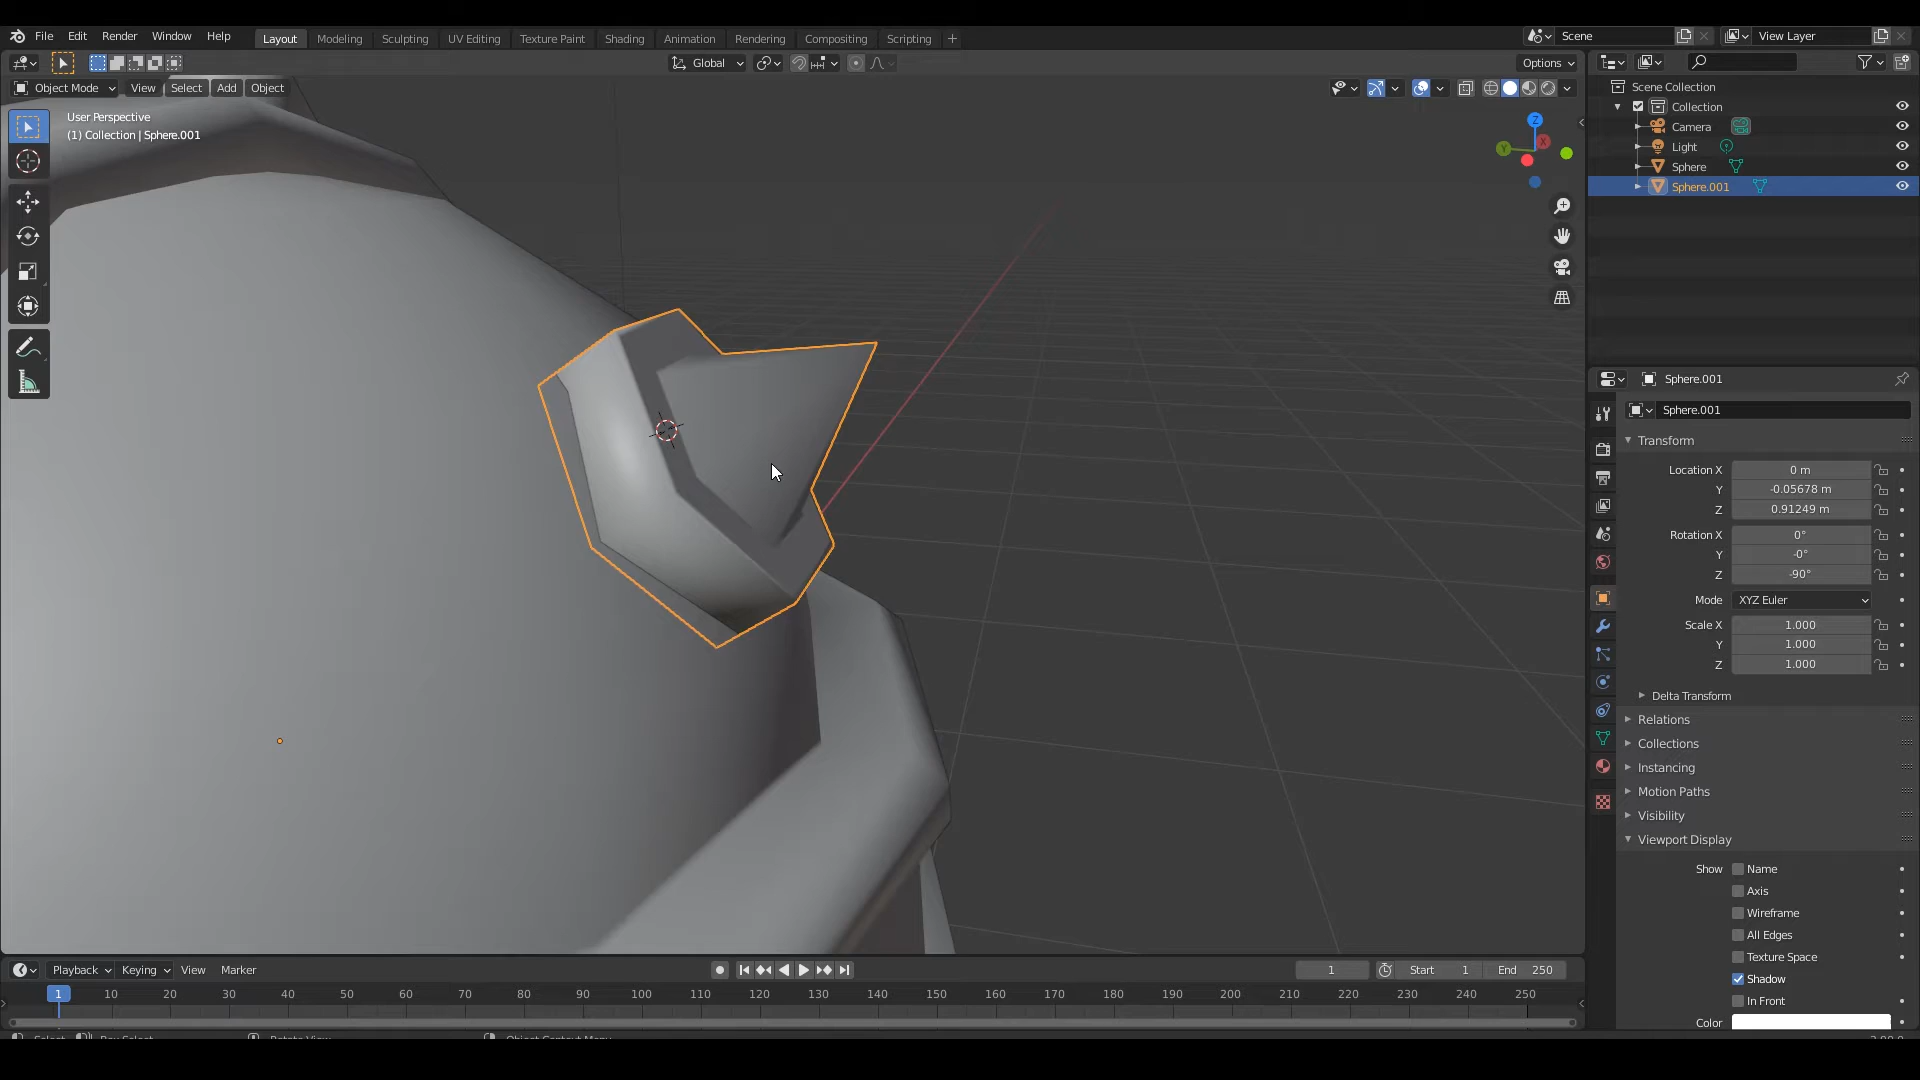 File Edit Render Window Help Layout Modeling Sculpting UV Editing Texture Paint Shading Animation Rendering Compositing Scripting + Scene View Layer
Global Options
Object Mode View Select Add Object
User Perspective
(1) Collection | Sphere.001
Z
X
Y
Scene Collection
Collection
Camera
Light
Sphere
Sphere.001
Sphere.001
Sphere.001
Transform
Location X 0 m
Y -0.05678 m
Z 0.91249 m
Rotation X 0°
Y -0°
Z -90°
Mode XYZ Euler
Scale X 1.000
Y 1.000
Z 1.000
Delta Transform
Relations
Collections
Instancing
Motion Paths
Visibility
Viewport Display
Show Name
Axis
Wireframe
All Edges
Texture Space
Shadow
In Front
Color
Playback Keying View Marker 1 Start 1 End 250
1 10 20 30 40 50 60 70 80 90 100 110 120 130 140 150 160 170 180 190 200 210 220 230 240 250